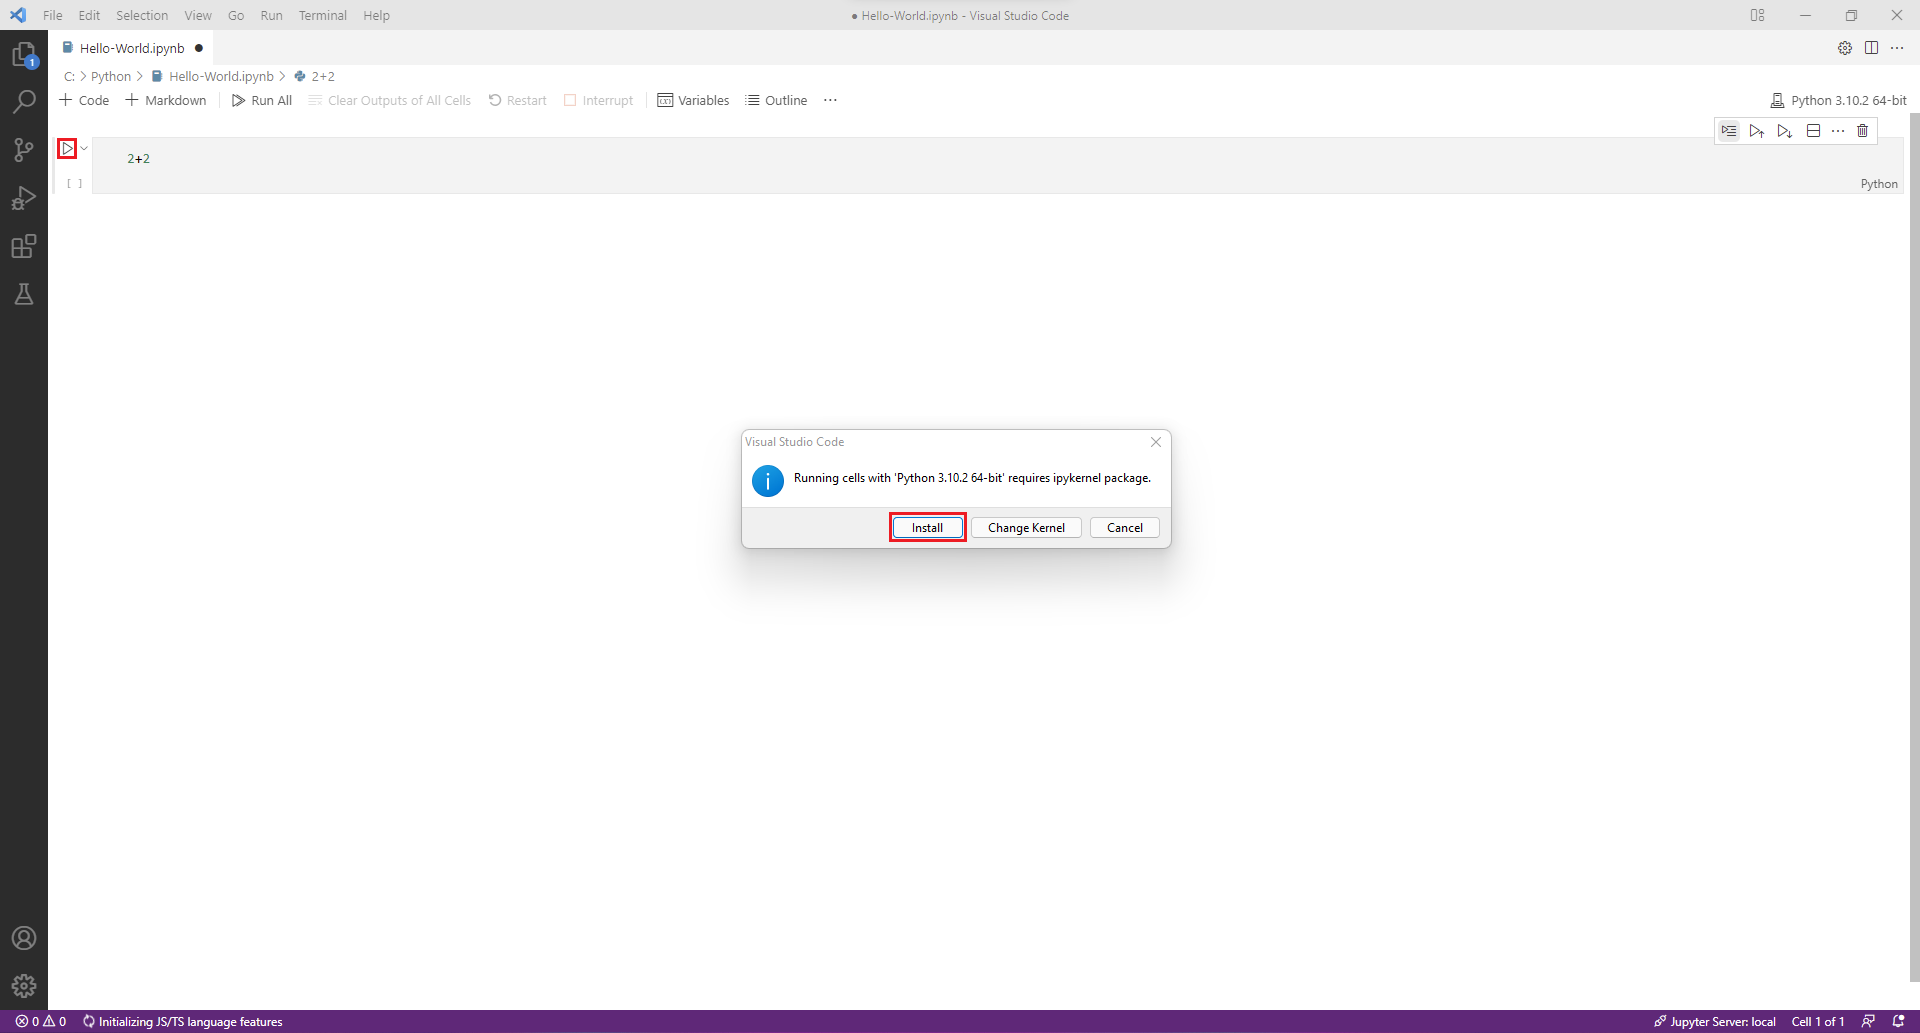 File Edit Selection View Go Run Terminal Help
● Hello-World.ipynb - Visual Studio Code
1
Hello-World.ipynb ●
C: > Python > Hello-World.ipynb > 2+2
+ Code + Markdown Run All Clear Outputs of All Cells Restart Interrupt Variables Outline ··· Python 3.10.2 64-bit
2+2
[ ]
Python
Visual Studio Code
Running cells with 'Python 3.10.2 64-bit' requires ipykernel package.
Install Change Kernel Cancel
0 0 Initializing JS/TS language features Jupyter Server: local Cell 1 of 1